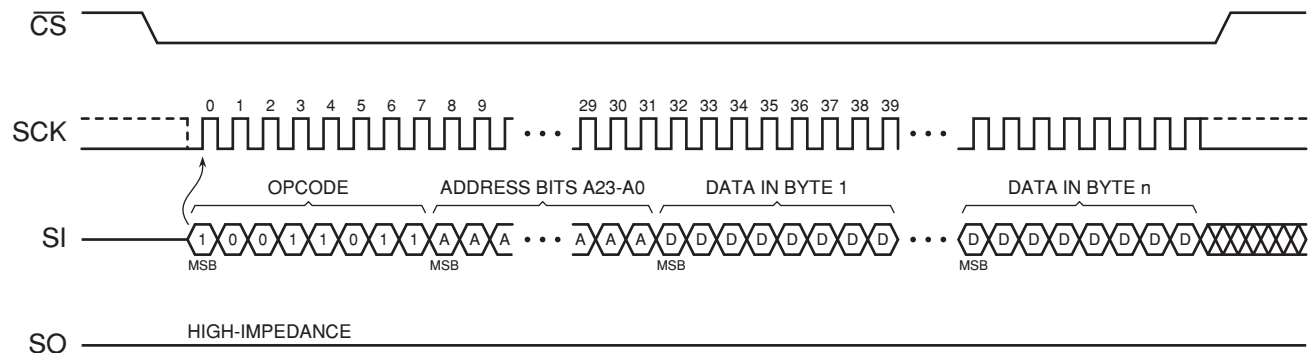 CS
0 1 2 3 4 5 6 7 8 9 29 30 31 32 33 34 35 36 37 38 39
SCK • • • • • • • •
OPCODE ADDRESS BITS A23-A0 DATA IN BYTE 1 DATA IN BYTE n
SI 1 0 0 1 1 0 1 1 A A A • • • • A A A D D D D D D D D • • • • D D D D D D D D
MSB MSB MSB MSB
HIGH-IMPEDANCE
SO